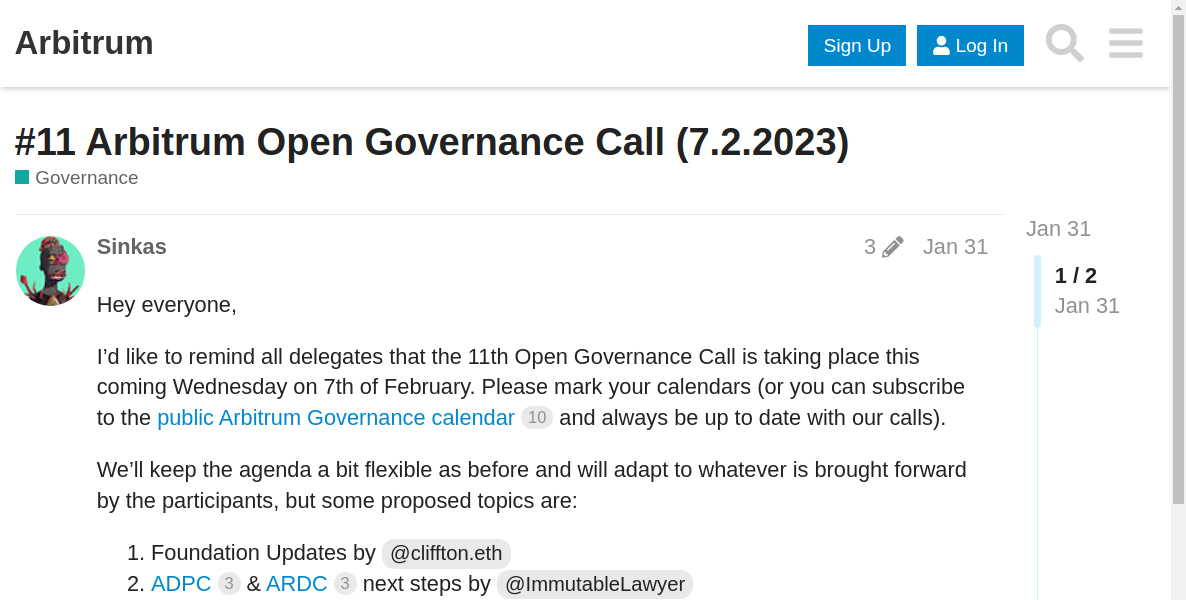 Arbitrum
Sign Up
Log In
#11 Arbitrum Open Governance Call (7.2.2023)
Governance
Sinkas
3
Jan 31
Jan 31
1 / 2
Jan 31
Hey everyone,
I’d like to remind all delegates that the 11th Open Governance Call is taking place this
coming Wednesday on 7th of February. Please mark your calendars (or you can subscribe
to the public Arbitrum Governance calendar 10 and always be up to date with our calls).
We’ll keep the agenda a bit flexible as before and will adapt to whatever is brought forward
by the participants, but some proposed topics are:
1. Foundation Updates by @cliffton.eth
2. ADPC 3 & ARDC 3 next steps by @ImmutableLawyer